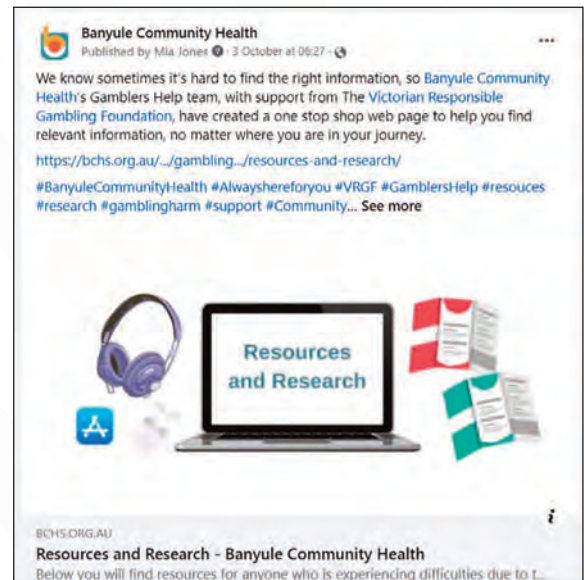 Banyule Community Health
Published by Mia Jones · 3 October at 06:27 ·
We know sometimes it's hard to find the right information, so Banyule Community
Health's Gamblers Help team, with support from The Victorian Responsible
Gambling Foundation, have created a one stop shop web page to help you find
relevant information, no matter where you are in your journey.
https://bchs.org.au/.../gambling.../resources-and-research/
#BanyuleCommunityHealth #Alwayshereforyou #VRGF #GamblersHelp #resouces
#research #gamblingharm #support #Community... See more
Resources
and Research
BCHS.ORG.AU
Resources and Research - Banyule Community Health
Below you will find resources for anyone who is experiencing difficulties due to t...